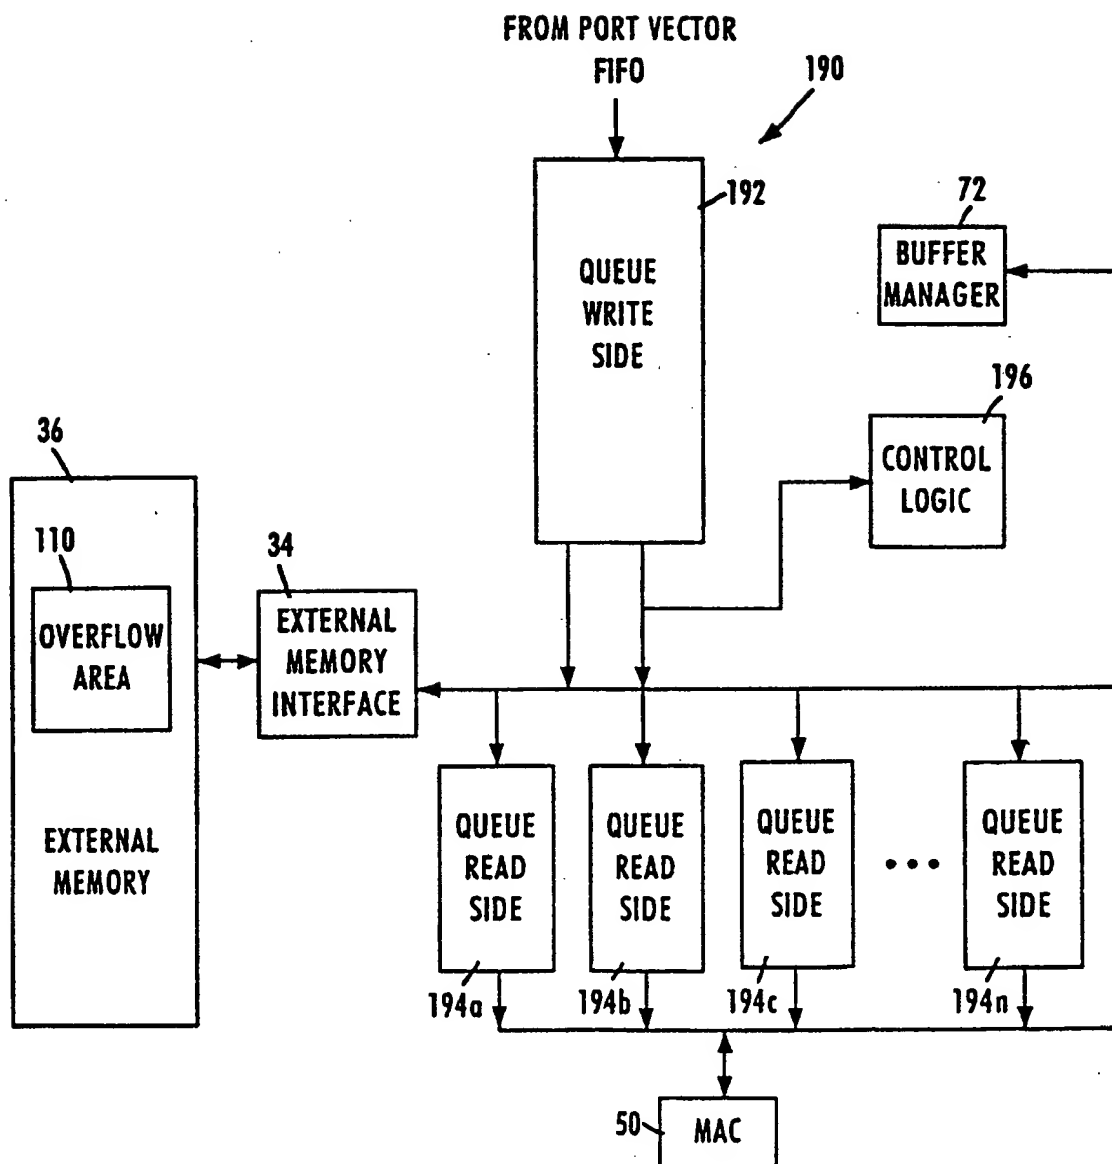 FROM PORT VECTOR
FIFO
190
192
QUEUE
WRITE
SIDE
72
BUFFER
MANAGER
196
CONTROL
LOGIC
36
110
OVERFLOW
AREA
EXTERNAL
MEMORY
34
EXTERNAL
MEMORY
INTERFACE
QUEUE
READ
SIDE
194a
QUEUE
READ
SIDE
194b
QUEUE
READ
SIDE
194c
QUEUE
READ
SIDE
194n
50
MAC